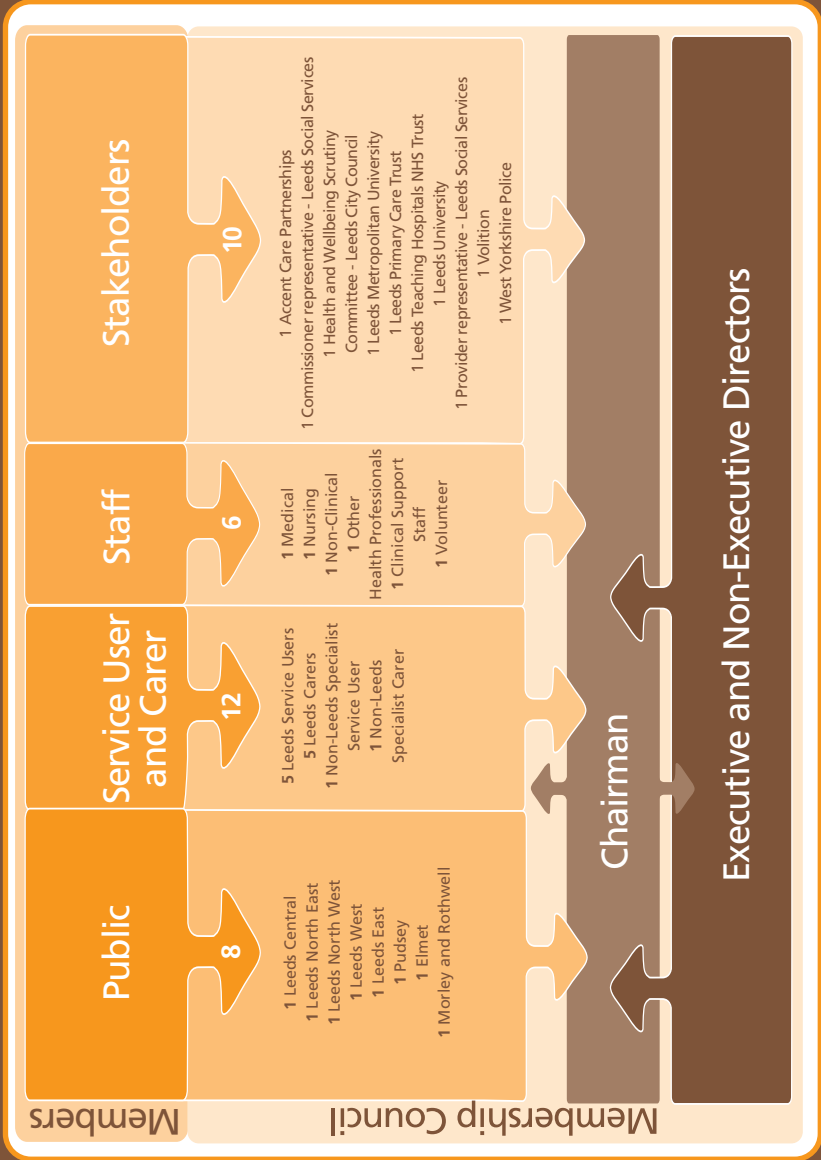 Members
Membership Council
Public
8
1 Leeds Central
1 Leeds North East
1 Leeds North West
1 Leeds West
1 Leeds East
1 Pudsey
1 Elmet
1 Morley and Rothwell
Service User
and Carer
12
5 Leeds Service Users
5 Leeds Carers
1 Non-Leeds Specialist
Service User
1 Non-Leeds
Specialist Carer
Staff
6
1 Medical
1 Nursing
1 Non-Clinical
1 Other
Health Professionals
1 Clinical Support
Staff
1 Volunteer
Stakeholders
10
1 Accent Care Partnerships
1 Commissioner representative - Leeds Social Services
1 Health and Wellbeing Scrutiny
Committee - Leeds City Council
1 Leeds Metropolitan University
1 Leeds Primary Care Trust
1 Leeds Teaching Hospitals NHS Trust
1 Leeds University
1 Provider representative - Leeds Social Services
1 Volition
1 West Yorkshire Police
Chairman
Executive and Non-Executive Directors